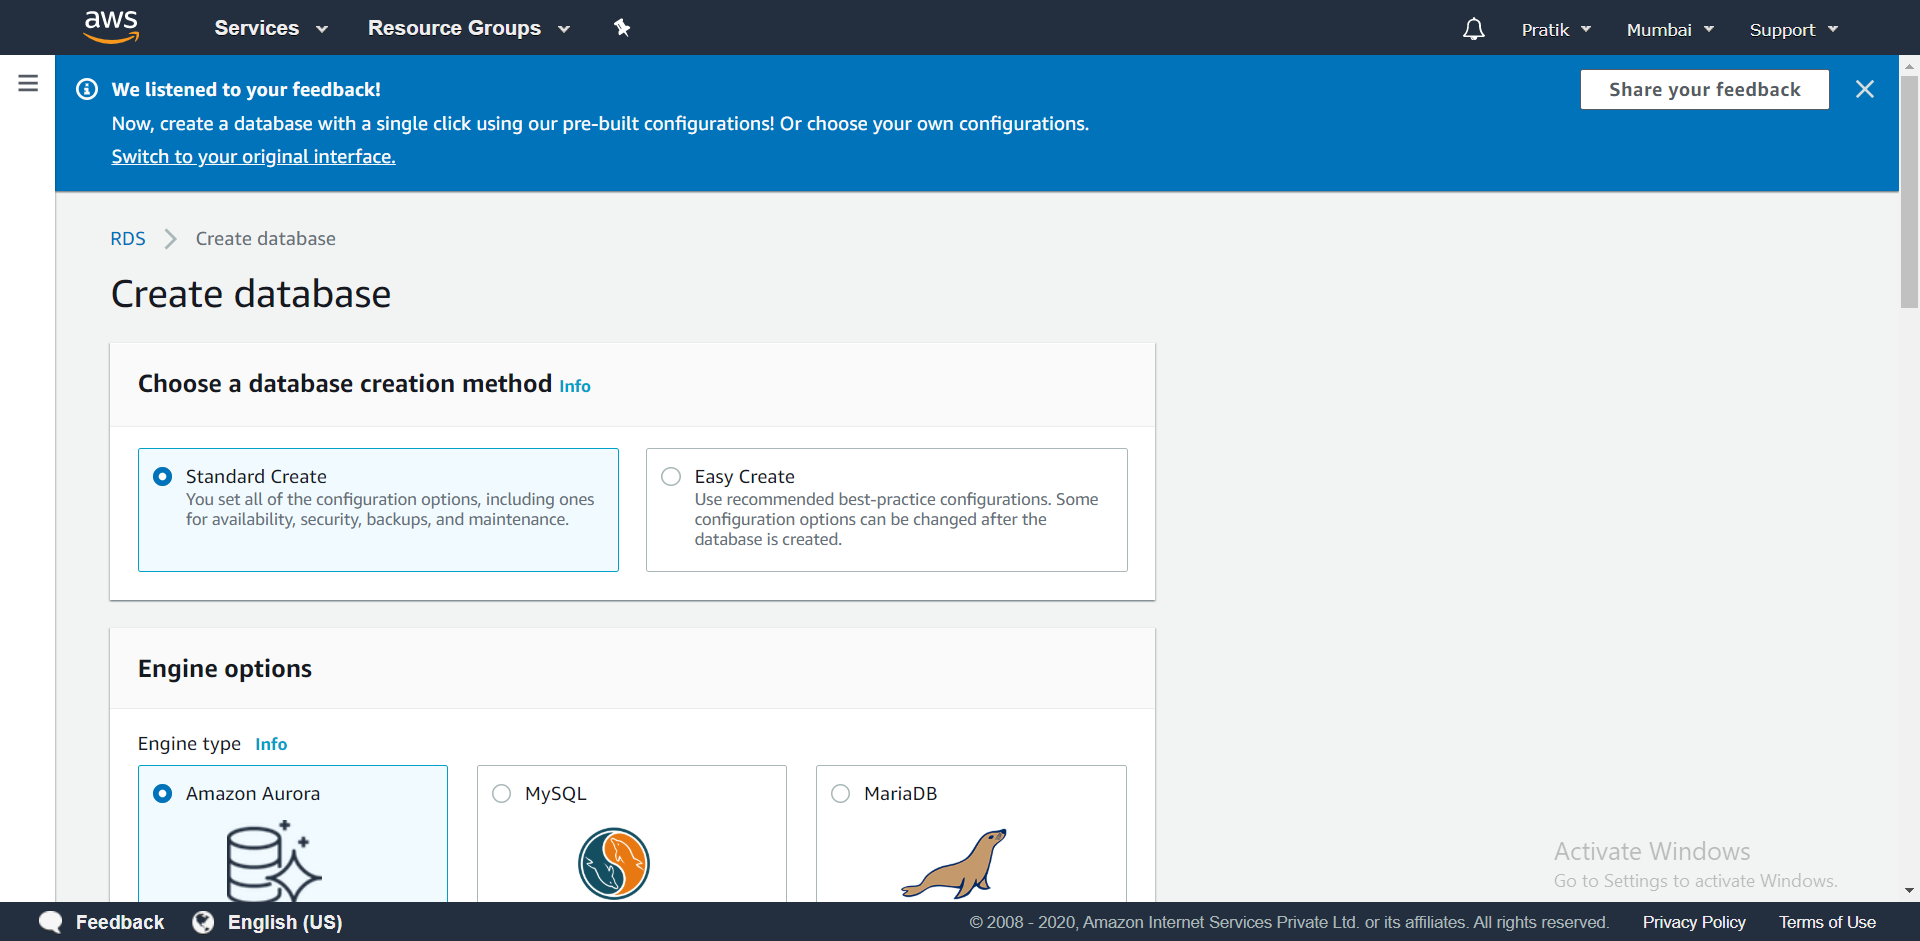 aws Services Resource Groups Pratik Mumbai Support
We listened to your feedback! Share your feedback
Now, create a database with a single click using our pre-built configurations! Or choose your own configurations.
Switch to your original interface.
RDS Create database
Create database
Choose a database creation method Info
Standard Create
You set all of the configuration options, including ones
for availability, security, backups, and maintenance.
Easy Create
Use recommended best-practice configurations. Some
configuration options can be changed after the
database is created.
Engine options
Engine type Info
Amazon Aurora
MySQL
MariaDB
Activate Windows
Go to Settings to activate Windows.
Feedback English (US) © 2008 - 2020, Amazon Internet Services Private Ltd. or its affiliates. All rights reserved. Privacy Policy Terms of Use